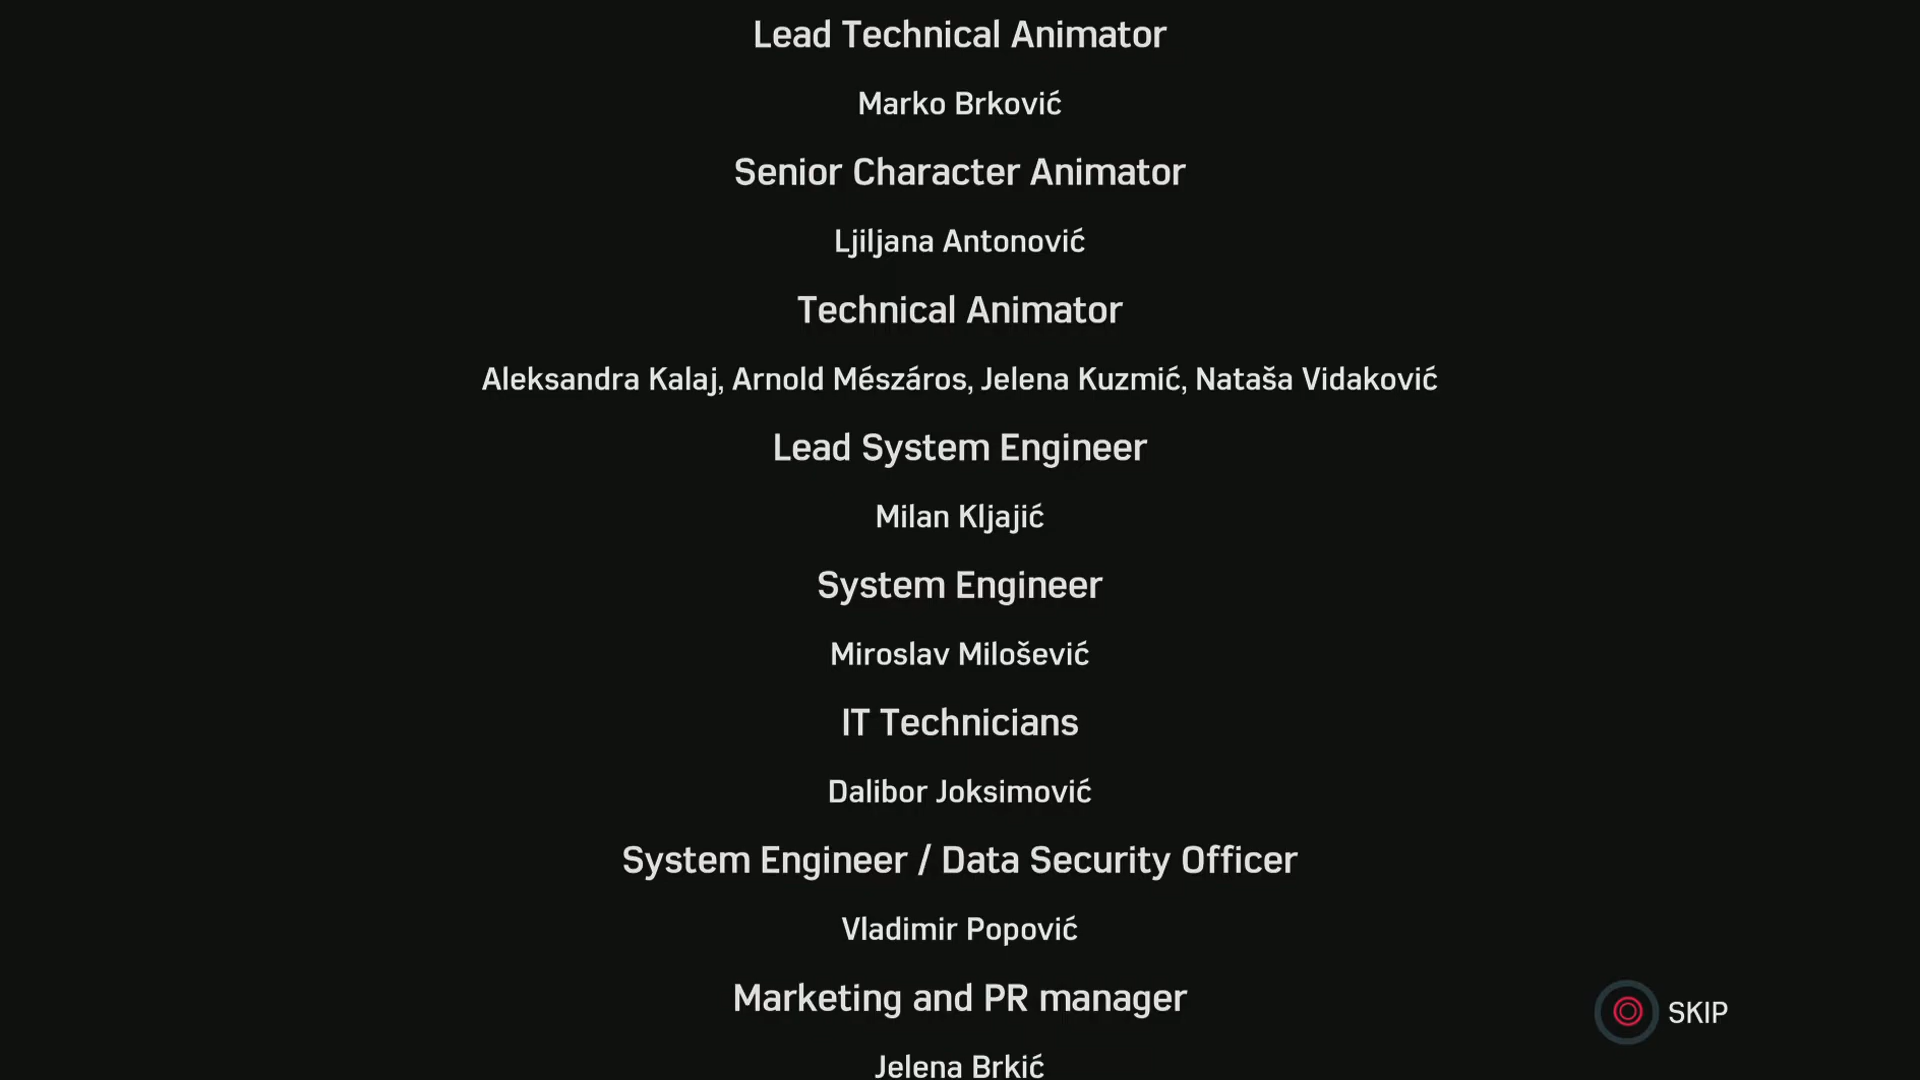 Lead Technical Animator
Marko Brković
Senior Character Animator
Ljiljana Antonović
Technical Animator
Aleksandra Kalaj, Arnold Mészáros, Jelena Kuzmić, Nataša Vidaković
Lead System Engineer
Milan Kljajić
System Engineer
Miroslav Milošević
IT Technicians
Dalibor Joksimović
System Engineer / Data Security Officer
Vladimir Popović
Marketing and PR manager
SKIP
Jelena Brkić